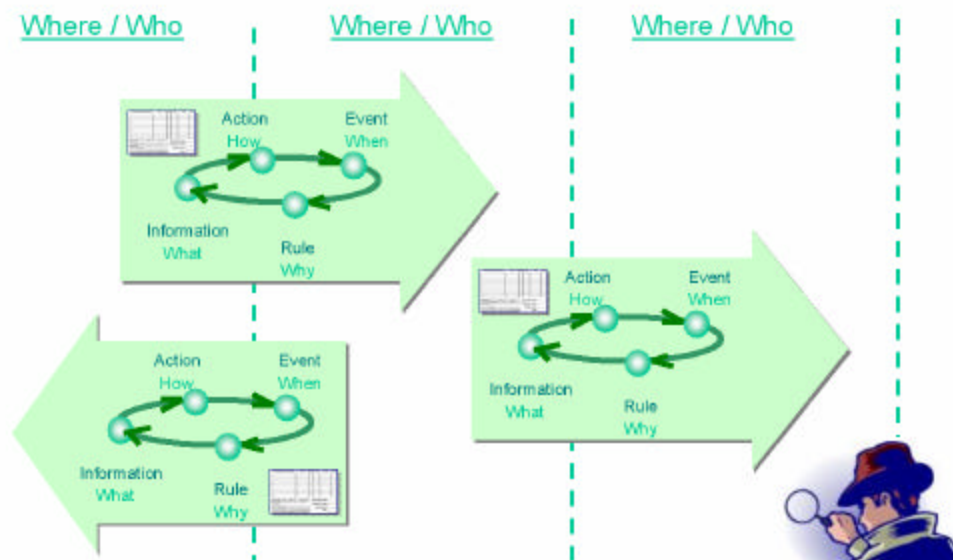 Where / Who
Where / Who
Where / Who
Action
How
Event
When
Information
What
Rule
Why
Action
How
Event
When
Information
What
Rule
Why
Action
How
Event
When
Information
What
Rule
Why